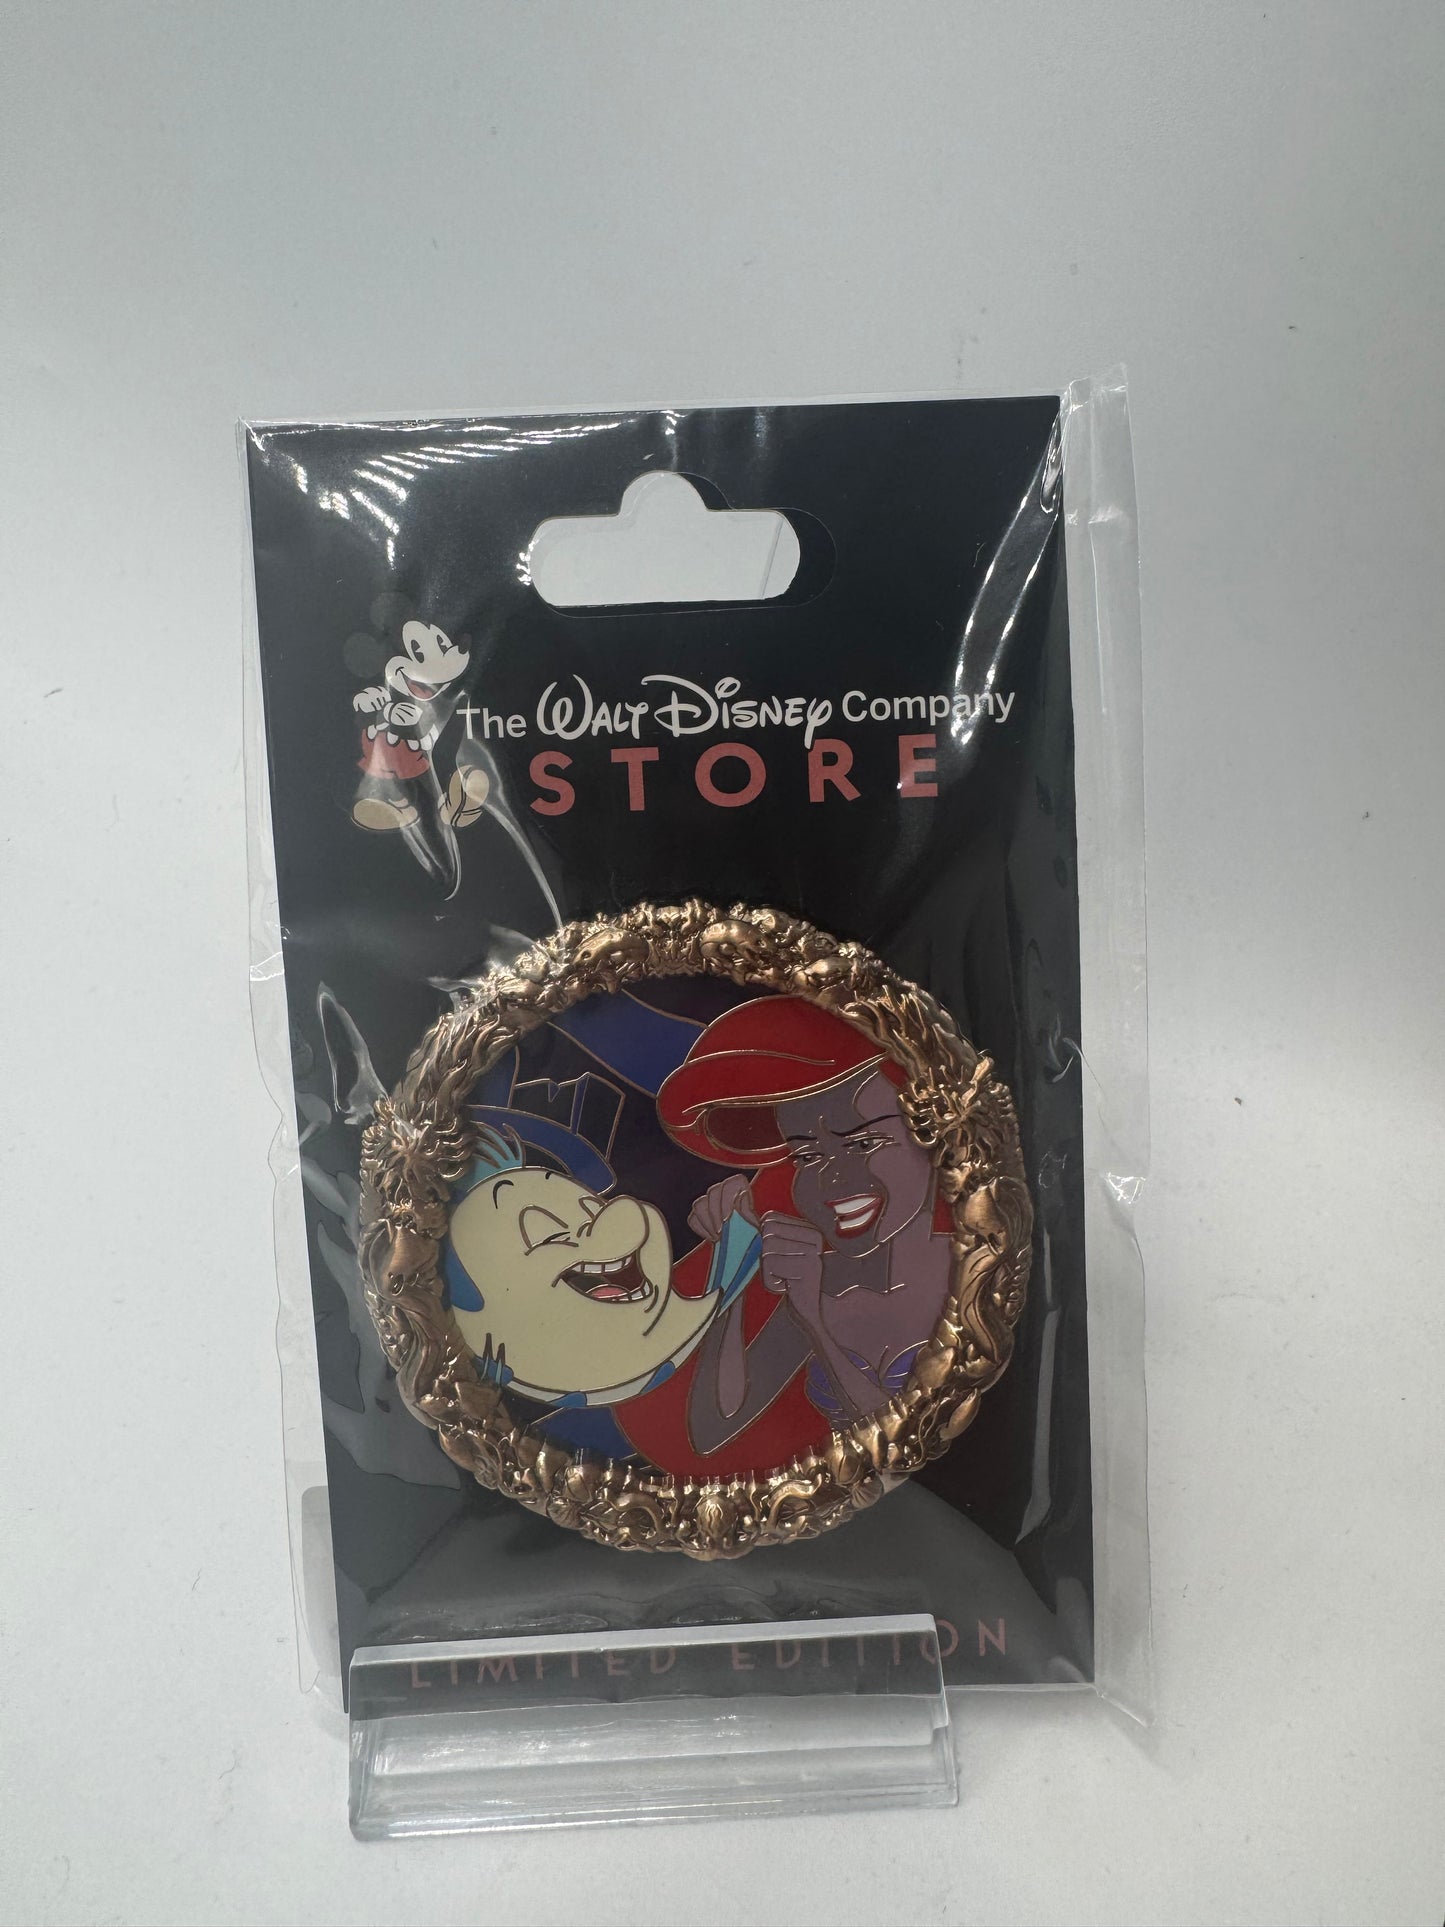 The Walt Disney Company
STORE
LIMITED EDITION